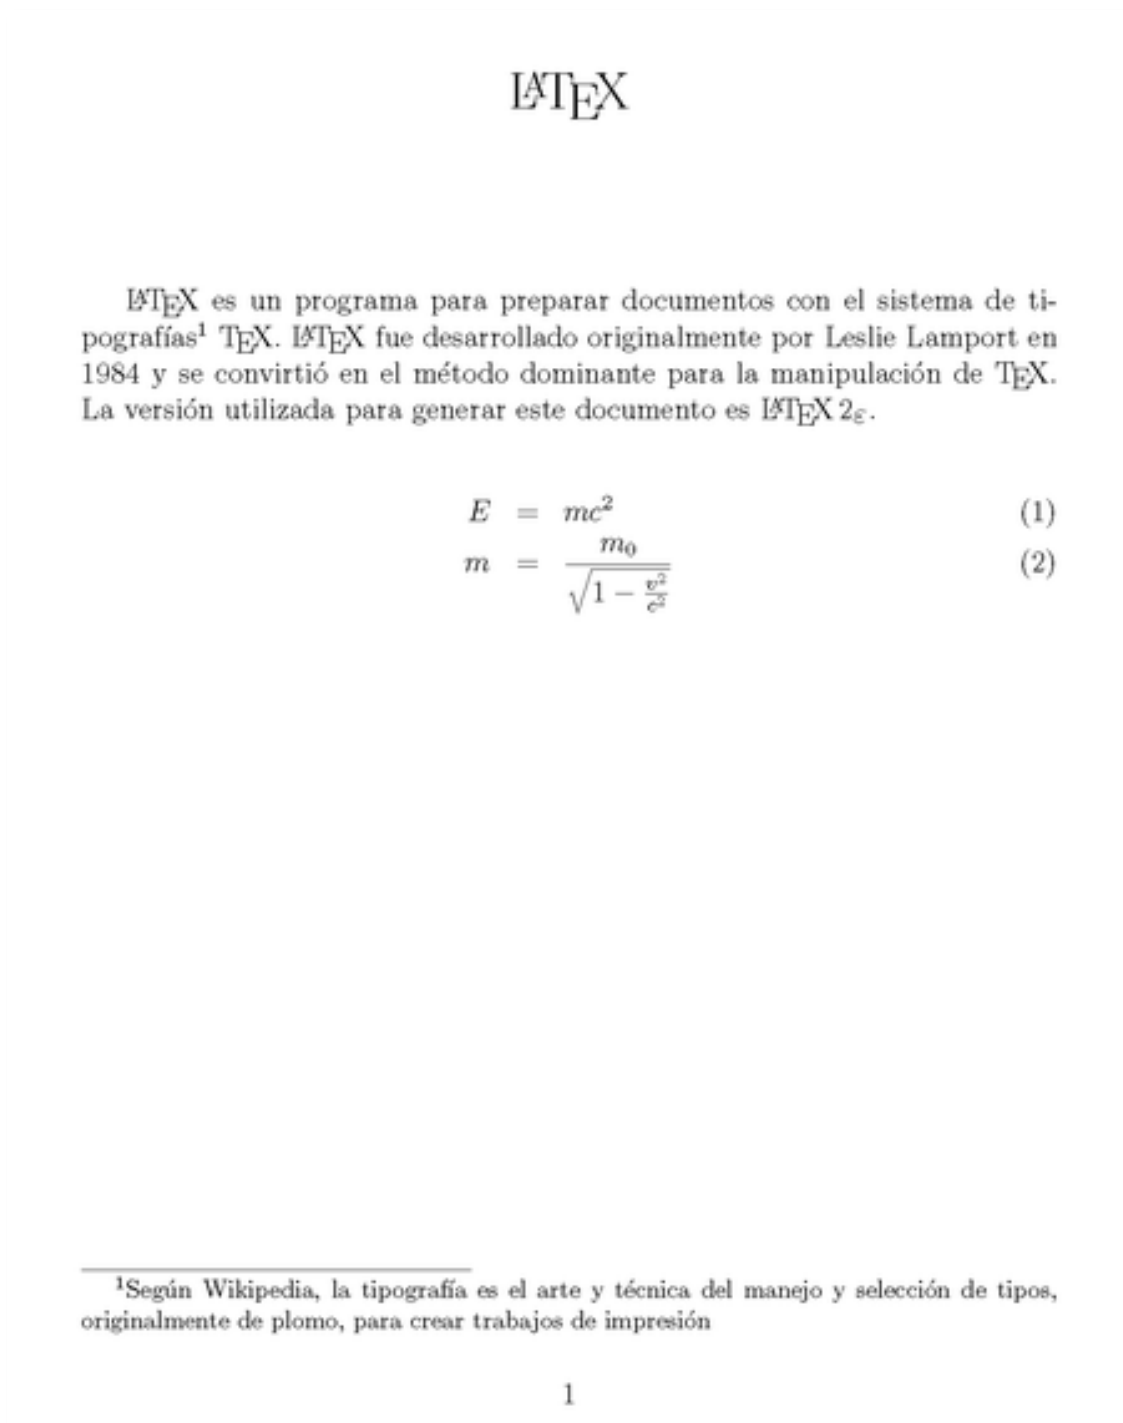 LATEX
LATEX es un programa para preparar documentos con el sistema de ti-
pografías¹ TEX. LATEX fue desarrollado originalmente por Leslie Lamport en
1984 y se convirtió en el método dominante para la manipulación de TEX.
La versión utilizada para generar este documento es LATEX 2ε.
E = mc² (1)
m = m₀ / √(1 − v²/c²) (2)
¹Según Wikipedia, la tipografía es el arte y técnica del manejo y selección de tipos,
originalmente de plomo, para crear trabajos de impresión
1